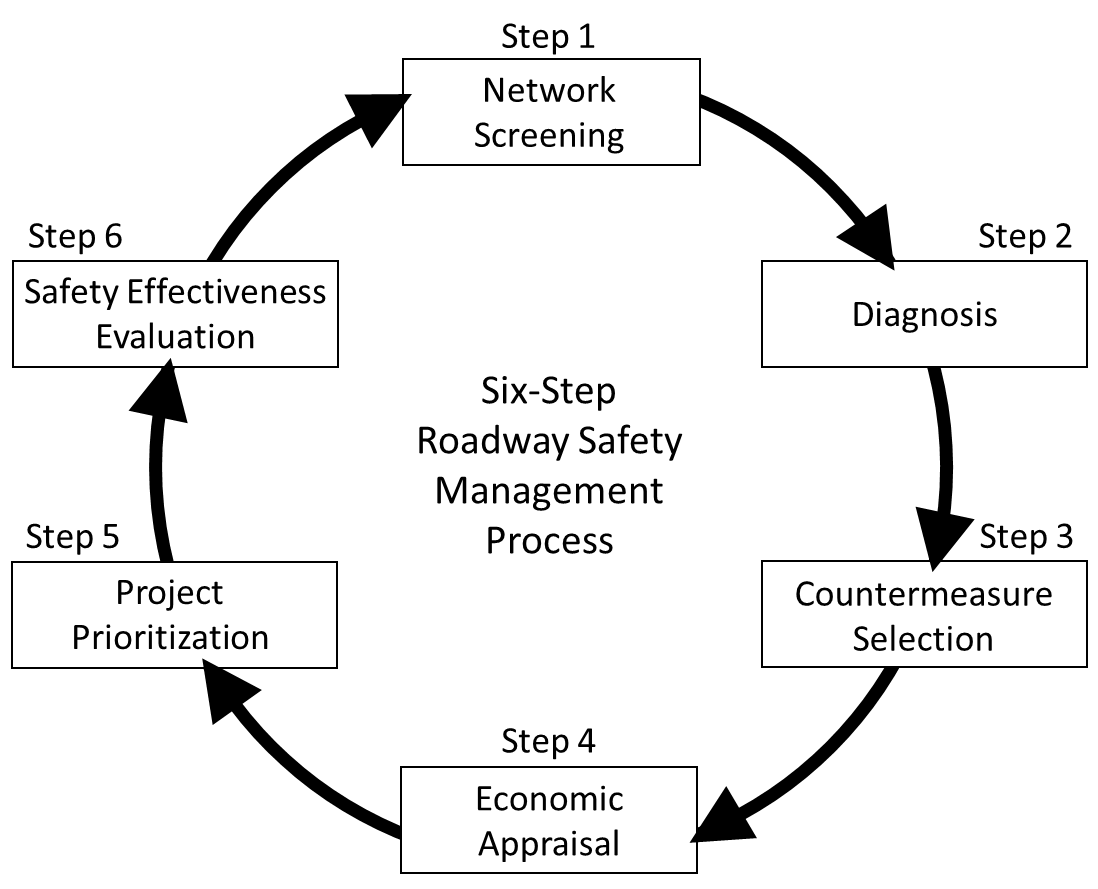 Step 1
Network
Screening
Step 2
Diagnosis
Step 3
Countermeasure
Selection
Step 4
Economic
Appraisal
Step 5
Project
Prioritization
Step 6
Safety Effectiveness
Evaluation
Six-Step
Roadway Safety
Management
Process